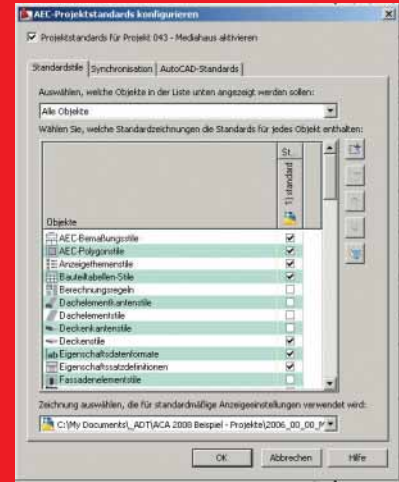 AEC-Projektstandards konfigurieren
Projektstandards für Projekt 043 - Mediahaus aktivieren
Standardstile Synchronisation AutoCAD-Standards
Auswählen, welche Objekte in der Liste unten angezeigt werden sollen:
Alle Objekte
Wählen Sie, welche Standardzeichnungen die Standards für jedes Objekt enthalten:
St...
1) standard
Objekte
AEC-Bemaßungsstile
AEC-Polygonstile
Anzeigethemenstile
Bauteiltabellen-Stile
Berechnungsregeln
Dachelementkantenstile
Dachelementstile
Deckenkantenstile
Deckenstile
Eigenschaftsdatenformate
Eigenschaftssatzdefinitionen
Fassadenelementstile
Zeichnung auswählen, die für standardmäßige Anzeigeeinstellungen verwendet wird:
C:\My Documents\_ADT\ACA 2008 Beispiel - Projekte\2006_00_00_
OK Abbrechen Hilfe